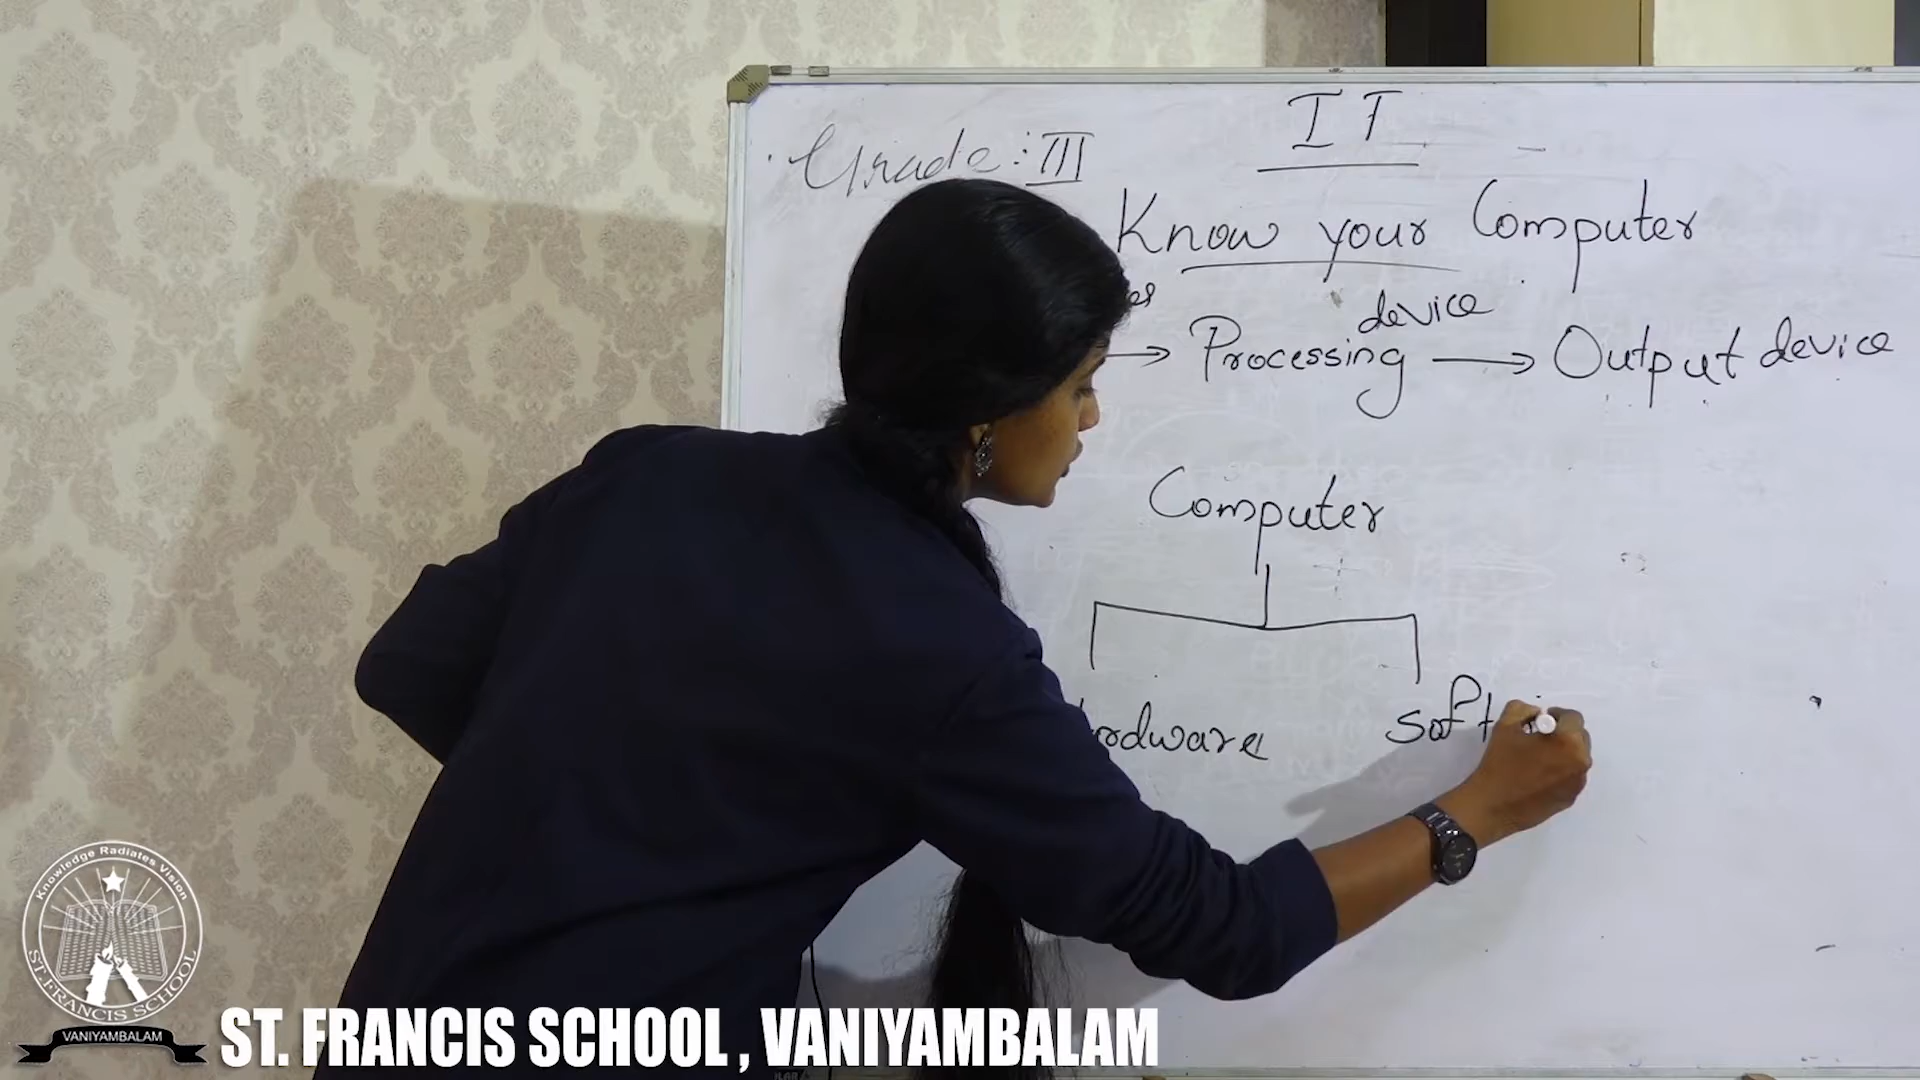 IT
Grade : III
Know your Computer
device
Processing → Output device
Computer
Knowledge Radiates Vision
ST. FRANCIS SCHOOL
VANIYAMBALAM
ST. FRANCIS SCHOOL , VANIYAMBALAM